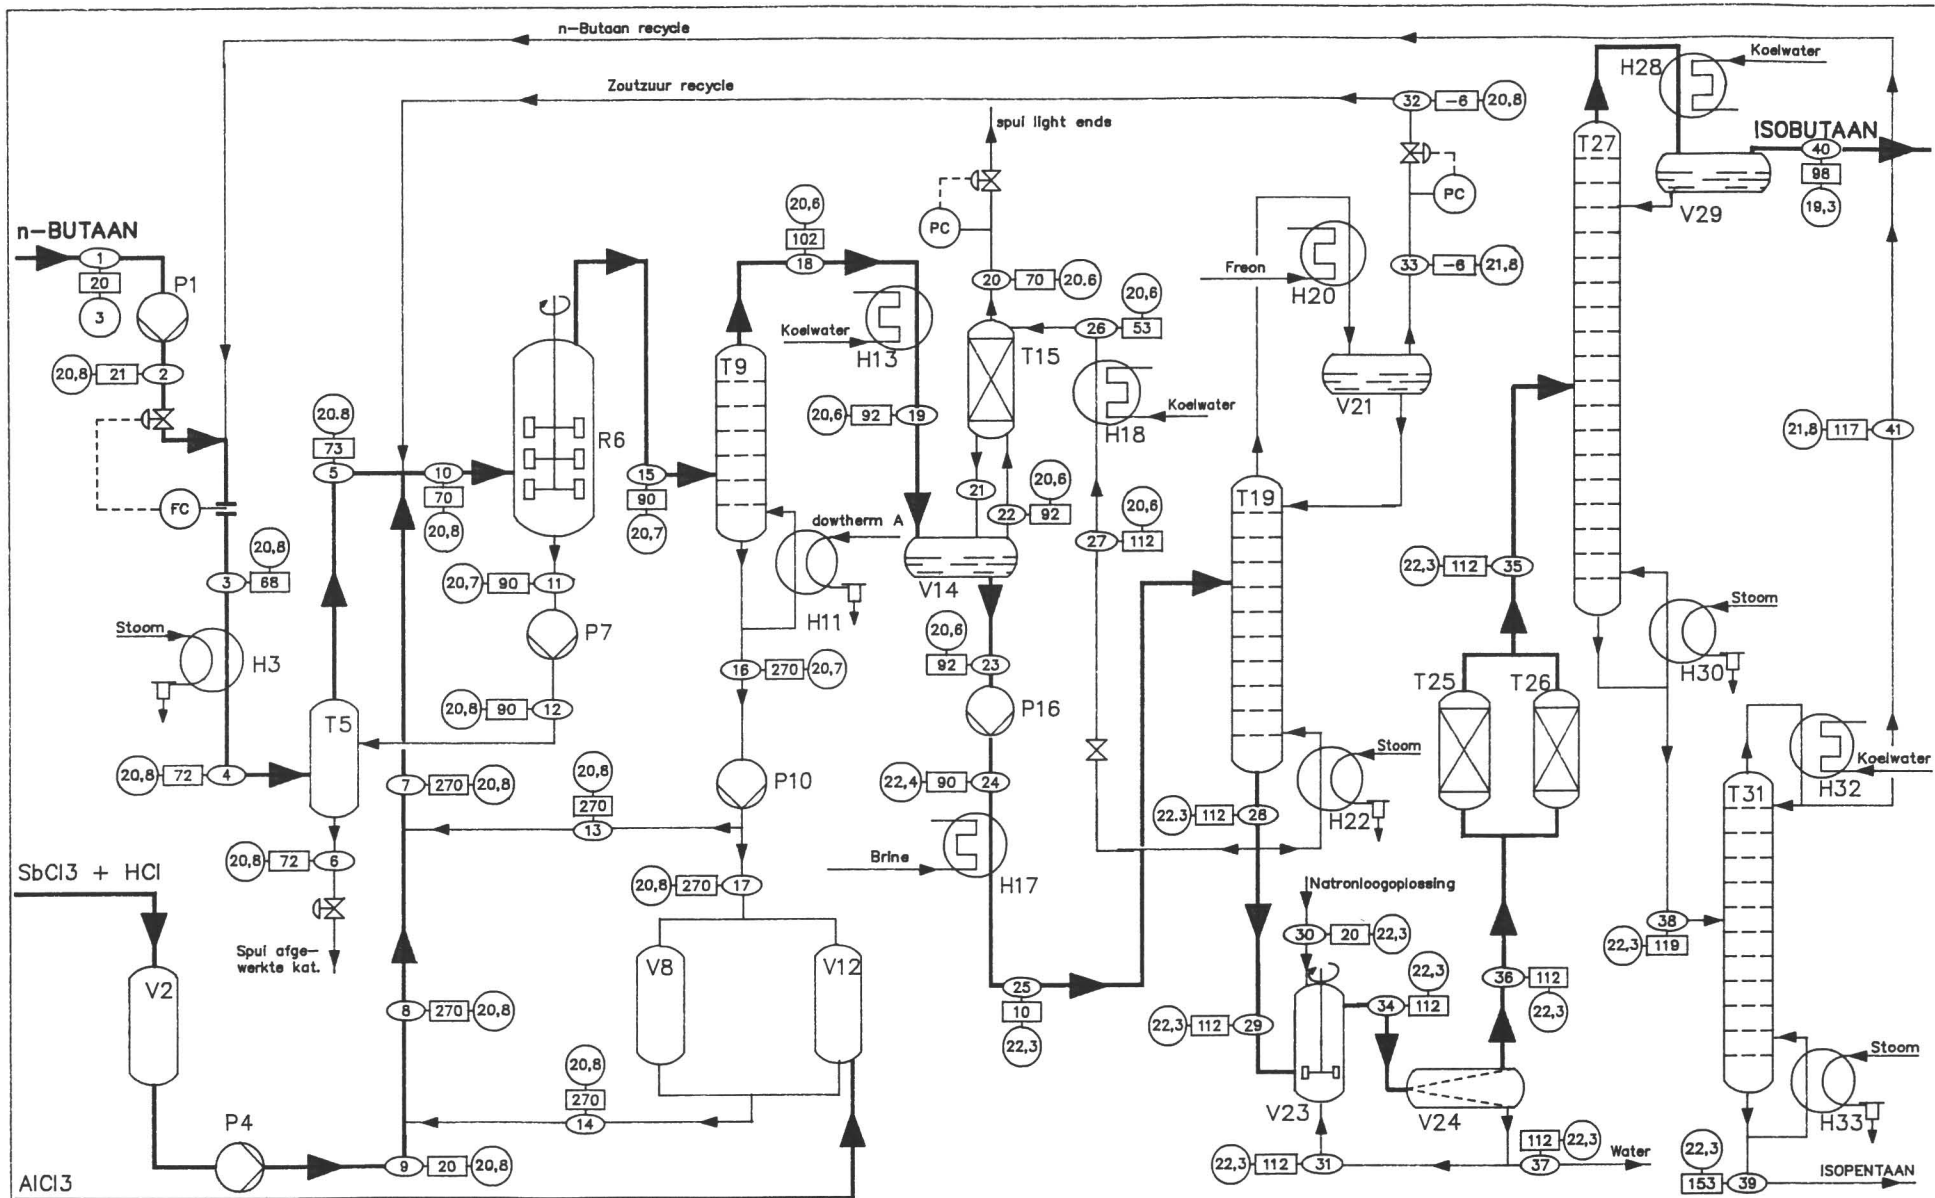 n-Butaan recycle
Zoutzuur recycle
spui light ends
32 -6 20,8
H28
Koelwater
ISOBUTAAN
T27
40
98
19,3
V29
PC
PC
n-BUTAAN
1
20
3
P1
20,8 21 2
20,6
102
18
20 70 20.6
Freon
H20
33 -6 21,8
20,6
26 53
Koelwater
H13
T15
T9
V21
H18
Koelwater
20,6 92 19
20.8
73
5
R6
10
70
20,8
15
90
20,7
21,8 117 41
FC
21
20,6
22 92
T19
20,6
27 112
dowtherm A
20,8
3 68
20,7 90 11
V14
H11
22,3 112 35
Stoom
H3
P7
Stoom
H30
20,6
92 23
16 270 20,7
T25
T26
20,8 90 12
T5
P16
Stoom
H22
20,8 72 4
7 270 20,8
20,8
270
13
P10
22,4 90 24
Koelwater
H32
T31
22.3 112 28
20,8 72 6
Brine
H17
SbCl3 + HCl
20,8 270 17
Natronloogoplossing
30 20 22,3
38
22,3 119
Spui afge-
werkte kat.
V8
V12
V2
25
10
22,3
22,3
34 112
36 112
22,3
8 270 20,8
22,3 112 29
Stoom
H33
20,8
270
14
V23
V24
P4
9 20 20,8
22,3 112 31
112 22,3
37
Water
22,3
153 39
ISOPENTAAN
AlCl3